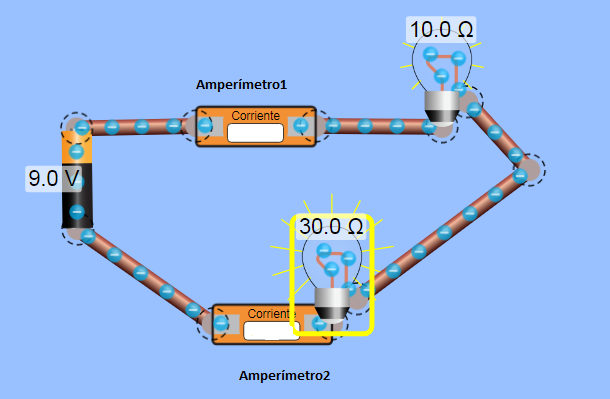 10.0 Ω
Amperímetro1
Corriente
9.0 V
30.0 Ω
Corriente
Amperímetro2